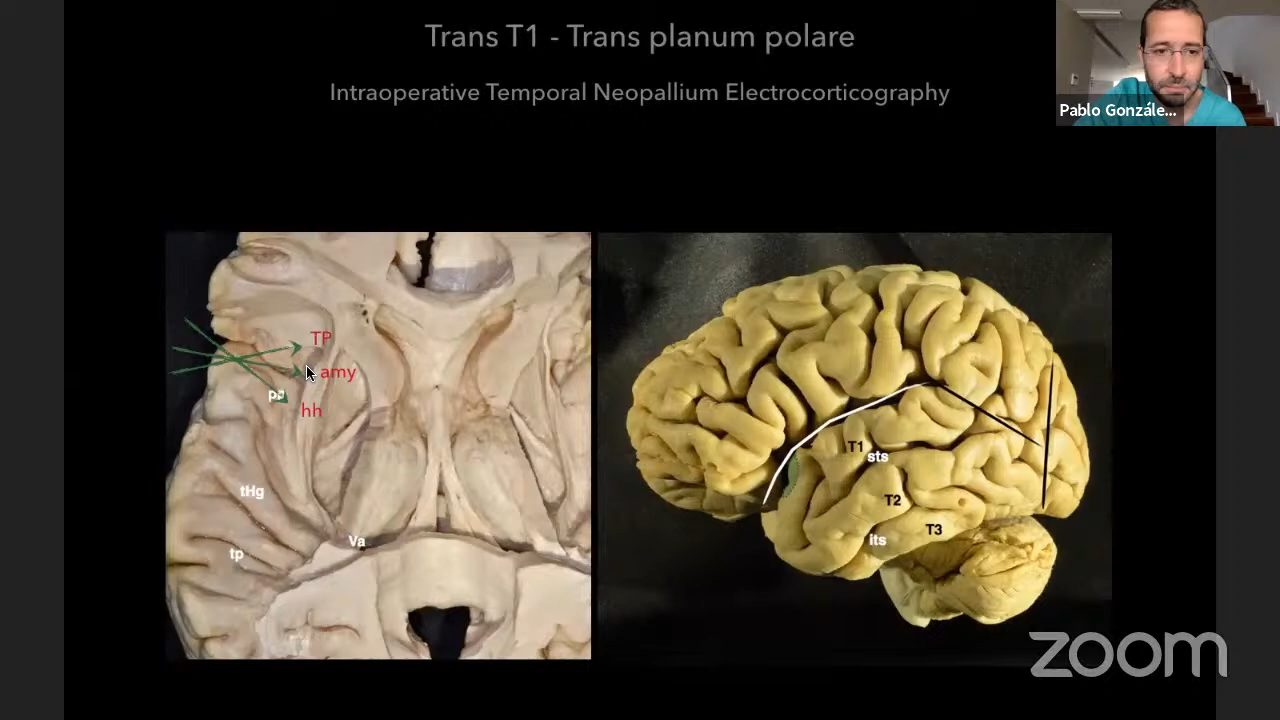 Trans T1 - Trans planum polare
Intraoperative Temporal Neopallium Electrocorticography
Pablo Gonzále...
TP
amy
pp
hh
tHg
tp
Va
T1
sts
T2
T3
its
zoom